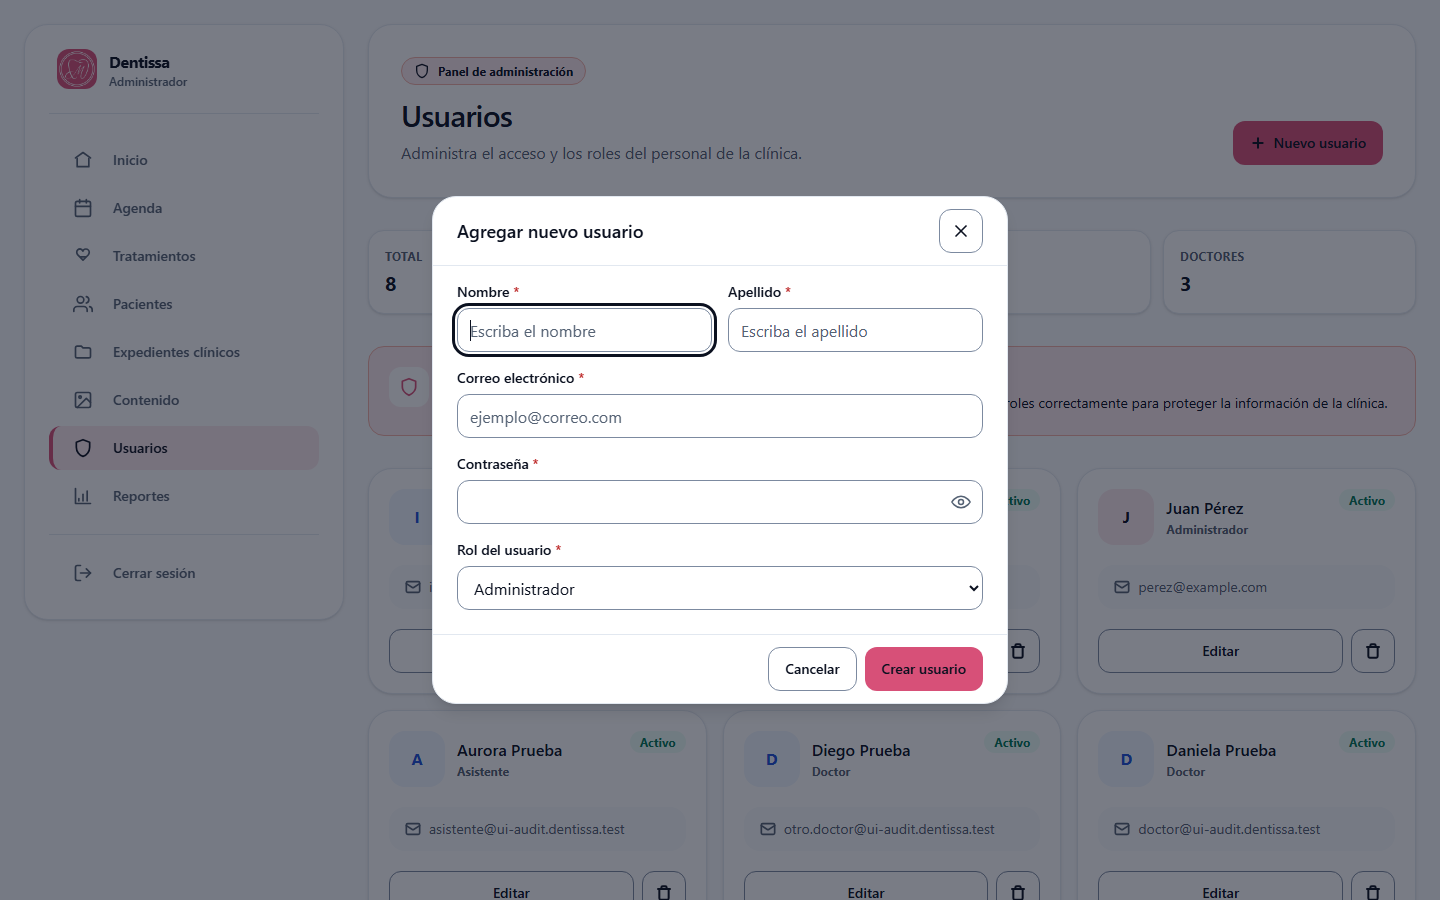 Dentissa
Administrador
Inicio
Agenda
Tratamientos
Pacientes
Expedientes clínicos
Contenido
Usuarios
Reportes
Cerrar sesión
Panel de administración
Usuarios
Administra el acceso y los roles del personal de la clínica.
+ Nuevo usuario
TOTAL
8
DOCTORES
3
roles correctamente para proteger la información de la clínica.
Agregar nuevo usuario
Nombre *
Apellido *
Escriba el nombre
Escriba el apellido
Correo electrónico *
ejemplo@correo.com
Contraseña *
Rol del usuario *
Administrador
Cancelar
Crear usuario
I
J
Juan Pérez
Administrador
Activo
perez@example.com
Editar
A
Aurora Prueba
Asistente
Activo
asistente@ui-audit.dentissa.test
Editar
D
Diego Prueba
Doctor
Activo
otro.doctor@ui-audit.dentissa.test
Editar
D
Daniela Prueba
Doctor
Activo
doctor@ui-audit.dentissa.test
Editar